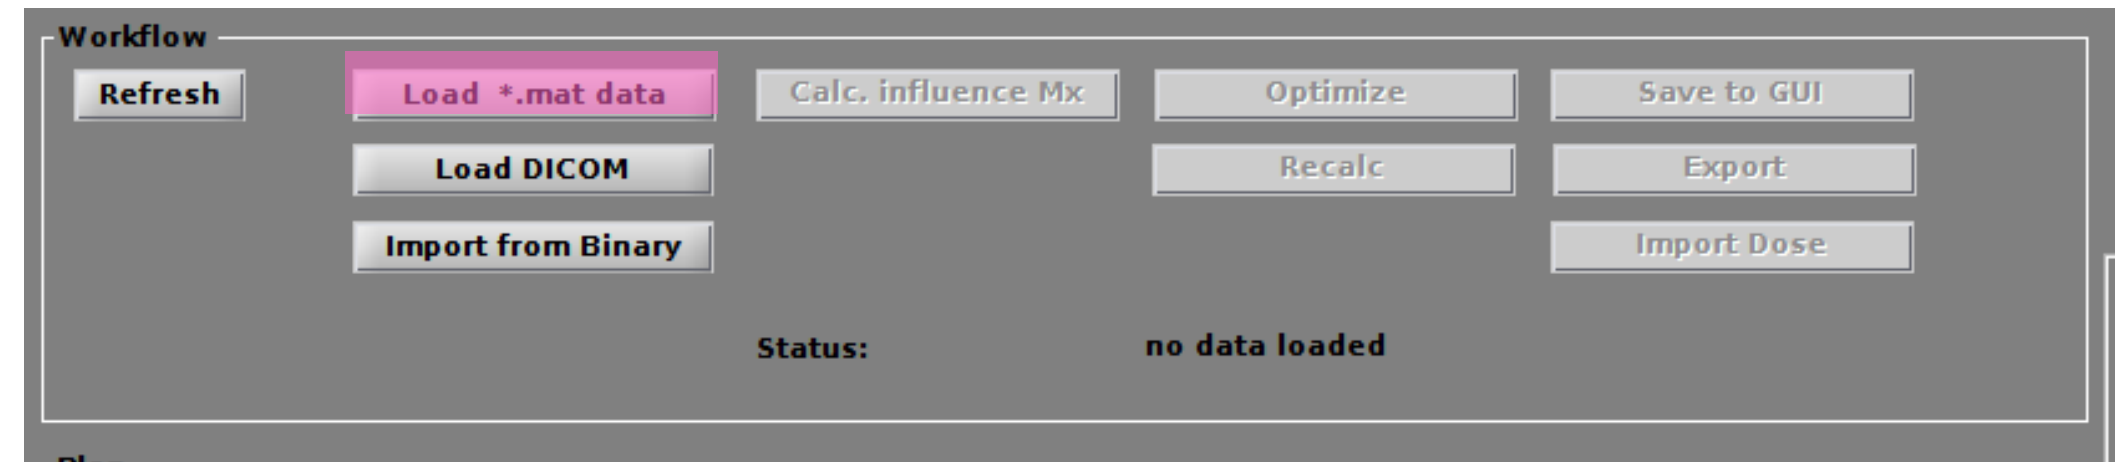 Workflow
Refresh
Load *.mat data
Calc. influence Mx
Optimize
Save to GUI
Load DICOM
Recalc
Export
Import from Binary
Import Dose
Status:
no data loaded